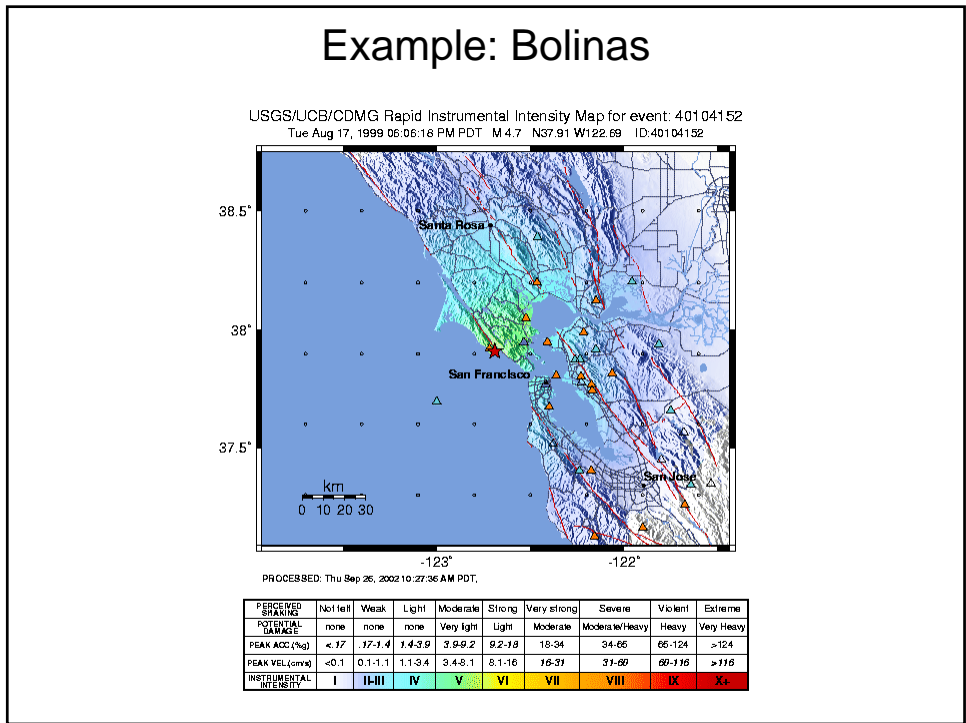 Example: Bolinas
USGS/UCB/CDMG Rapid Instrumental Intensity Map for event: 40104152
Tue Aug 17, 1999 06:06:18 PM PDT M 4.7 N37.91 W122.69 ID:40104152
38.5°
Santa Rosa
38°
San Francisco
37.5°
San Jose
km
0 10 20 30
-123° -122°
PROCESSED: Thu Sep 26, 2002 10:27:36 AM PDT,
PERCEIVED SHAKING Not felt Weak Light Moderate Strong Very strong Severe Violent Extreme
POTENTIAL DAMAGE none none none Very light Light Moderate Moderate/Heavy Heavy Very Heavy
PEAK ACC.(%g) <.17 .17-1.4 1.4-3.9 3.9-9.2 9.2-18 18-34 34-65 65-124 >124
PEAK VEL.(cm/s) <0.1 0.1-1.1 1.1-3.4 3.4-8.1 8.1-16 16-31 31-60 60-116 >116
INSTRUMENTAL INTENSITY I II-III IV V VI VII VIII IX X+